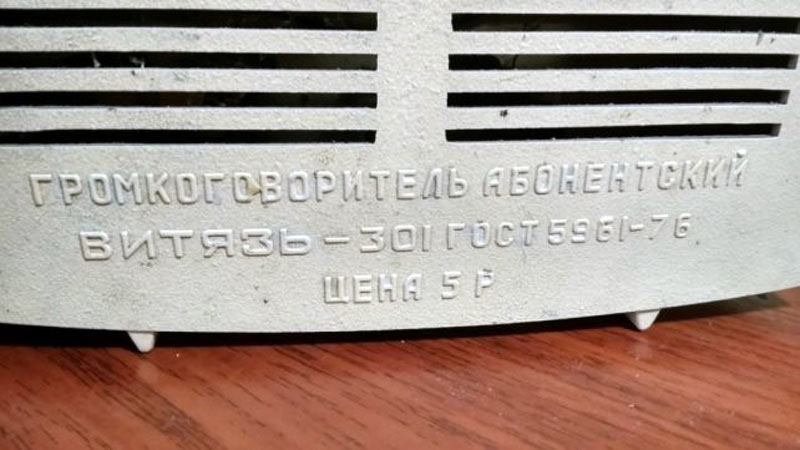 ГРОМКОГОВОРИТЕЛЬ АБОНЕНТСКИЙ
ВИТЯЗЬ-301 ГОСТ 5961-76
ЦЕНА 5 Р